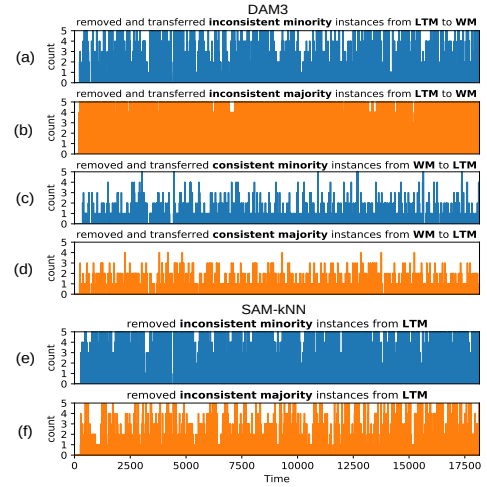 DAM3
removed and transferred inconsistent minority instances from LTM to WM
(a)
count
5
4
3
2
1
0
removed and transferred inconsistent majority instances from LTM to WM
(b)
count
5
4
3
2
1
0
removed and transferred consistent minority instances from WM to LTM
(c)
count
5
4
3
2
1
0
removed and transferred consistent majority instances from WM to LTM
(d)
count
5
4
3
2
1
0
SAM-kNN
removed inconsistent minority instances from LTM
(e)
count
5
4
3
2
1
0
removed inconsistent majority instances from LTM
(f)
count
5
4
3
2
1
0
0 2500 5000 7500 10000 12500 15000 17500
Time